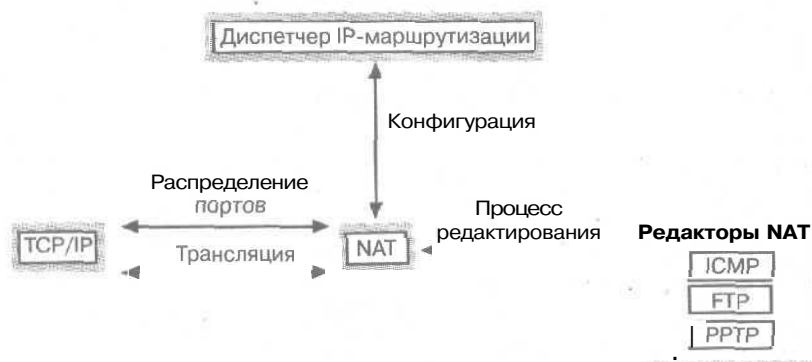 Диспетчер IP-маршрутизации
Конфигурация
Распределение
портов
TCP/IP
Трансляция
NAT
Процесс
редактирования
Редакторы NAT
ICMP
FTP
PPTP